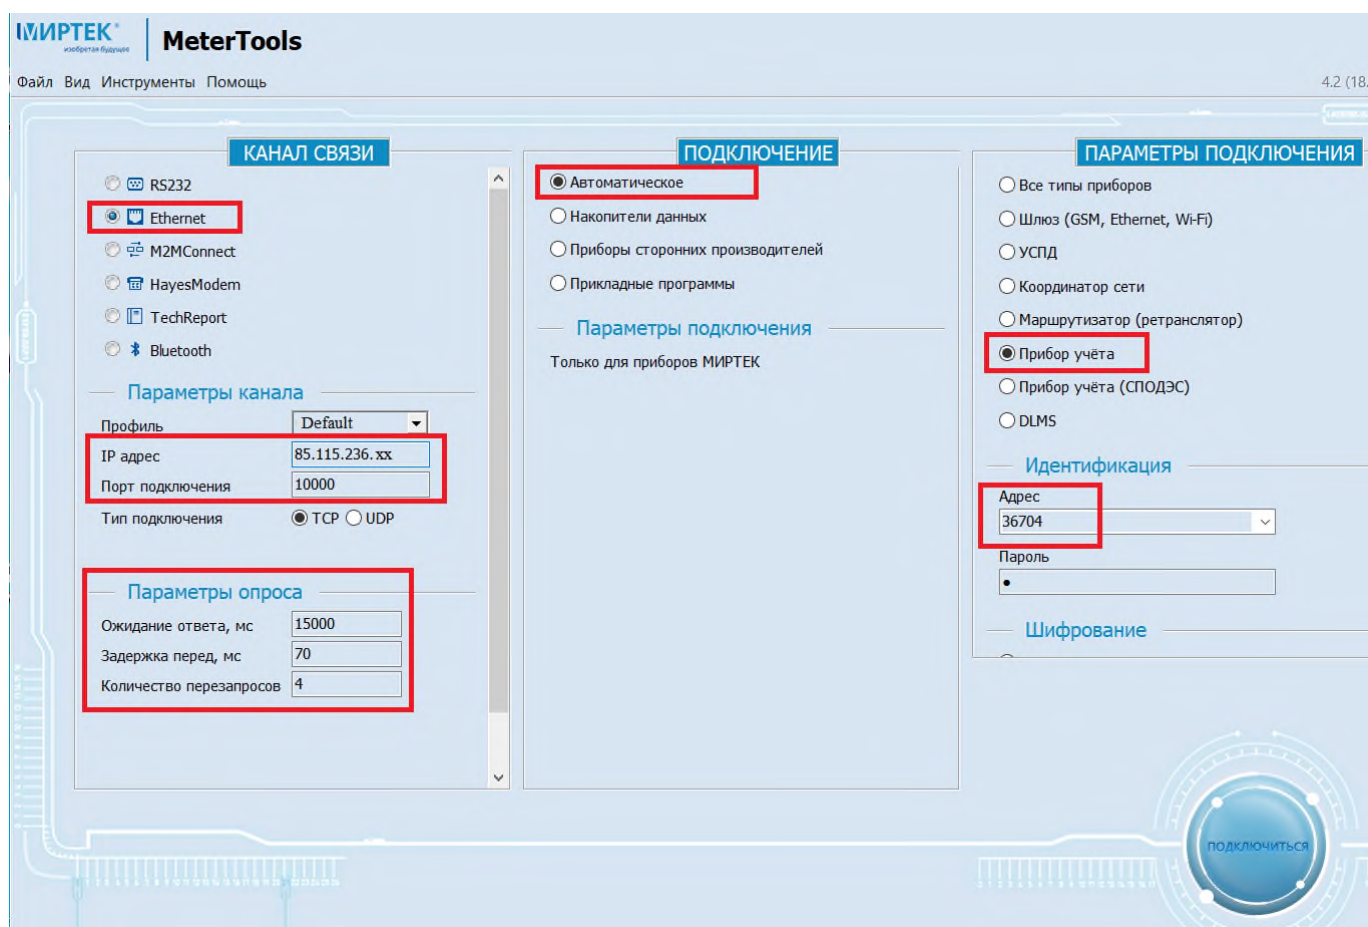 МИРТЕК
изобретая будущее
MeterTools
Файл Вид Инструменты Помощь
4.2 (18.
КАНАЛ СВЯЗИ
RS232
Ethernet
M2MConnect
HayesModem
TechReport
Bluetooth
Параметры канала
Профиль Default
IP адрес 85.115.236.xx
Порт подключения 10000
Тип подключения TCP UDP
Параметры опроса
Ожидание ответа, мс 15000
Задержка перед, мс 70
Количество перезапросов 4
ПОДКЛЮЧЕНИЕ
Автоматическое
Накопители данных
Приборы сторонних производителей
Прикладные программы
Параметры подключения
Только для приборов МИРТЕК
ПАРАМЕТРЫ ПОДКЛЮЧЕНИЯ
Все типы приборов
Шлюз (GSM, Ethernet, Wi-Fi)
УСПД
Координатор сети
Маршрутизатор (ретранслятор)
Прибор учёта
Прибор учёта (СПОДЭС)
DLMS
Идентификация
Адрес
36704
Пароль
Шифрование
ПОДКЛЮЧИТЬСЯ